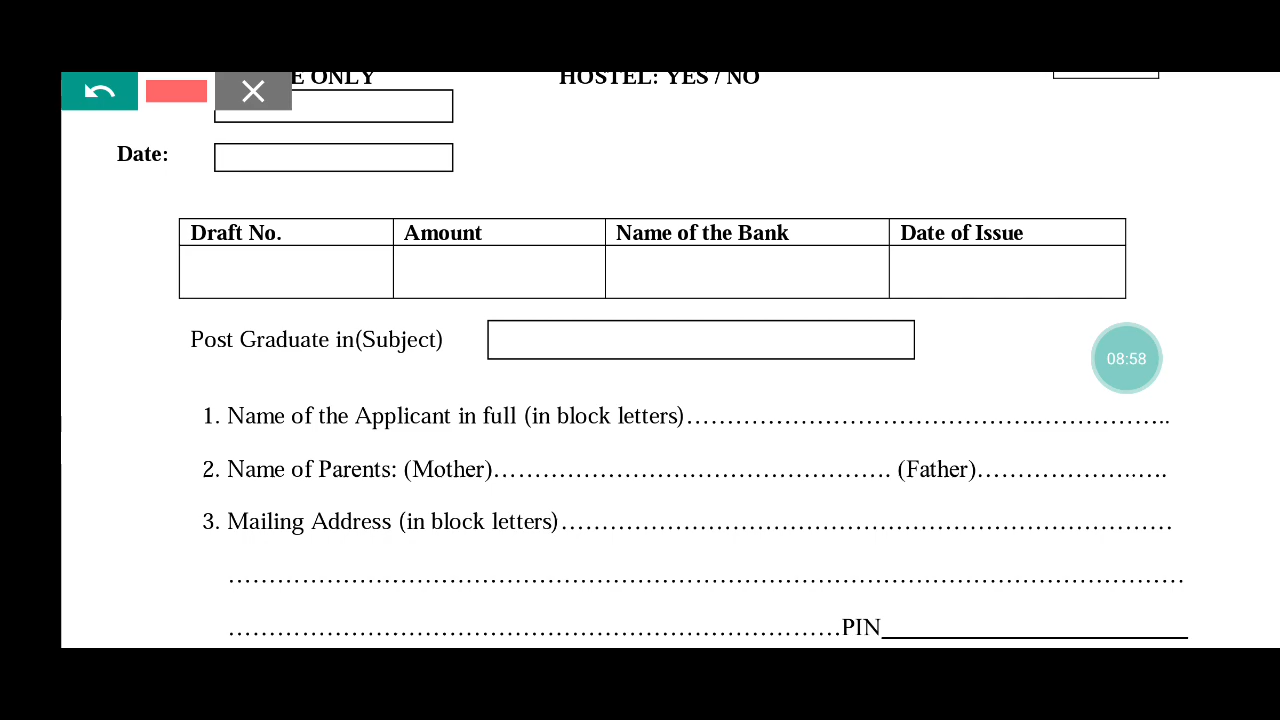 E ONLY HOSTEL: YES / NO
Date:
Draft No. Amount Name of the Bank Date of Issue
Post Graduate in(Subject)
08:58
1. Name of the Applicant in full (in block letters)…………………………………….……………..
2. Name of Parents: (Mother)…………………………………………. (Father)……………….….
3. Mailing Address (in block letters)…………………………………………………………………
………………………………………………………………………………………………………
………………………………………………………………….PIN__________________________